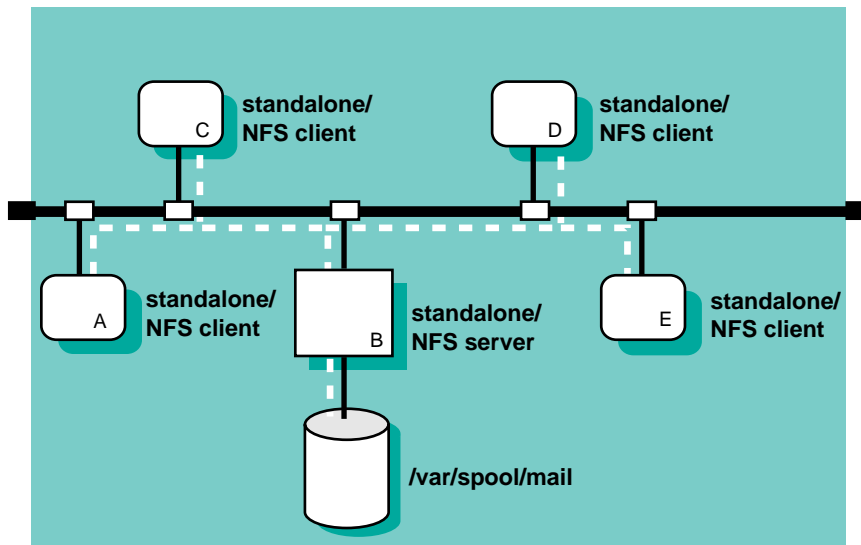 C
standalone/
NFS client
D
standalone/
NFS client
A
standalone/
NFS client
B
standalone/
NFS server
E
standalone/
NFS client
/var/spool/mail